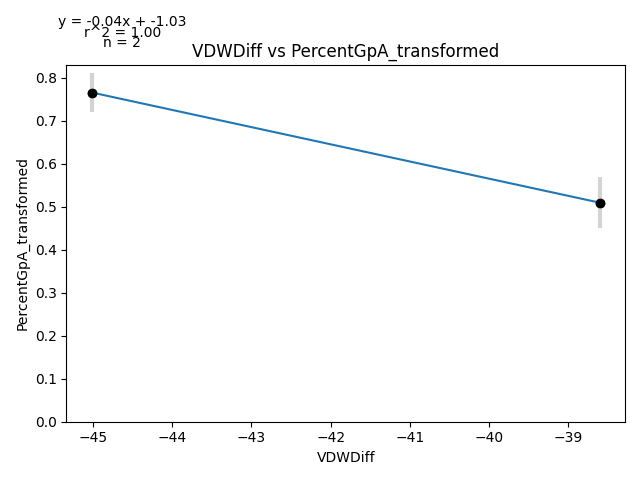 y = -0.04x + -1.03
r^2 = 1.00
n = 2
VDWDiff vs PercentGpA_transformed
PercentGpA_transformed
0.8
0.7
0.6
0.5
0.4
0.3
0.2
0.1
0.0
−45
−44
−43
−42
−41
−40
−39
VDWDiff